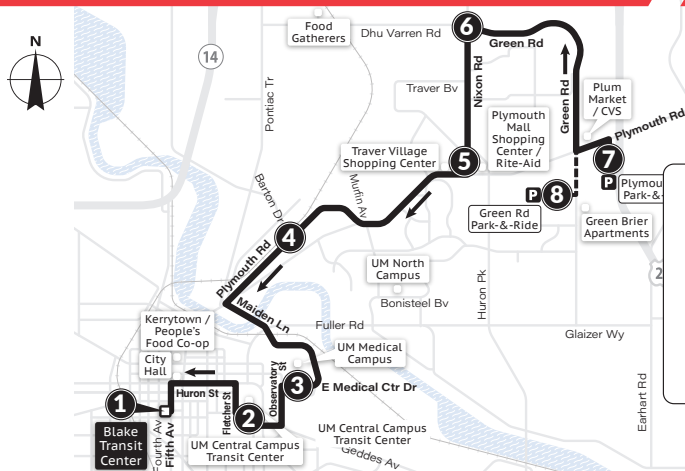 N
14
Food
Gatherers
Dhu Varren Rd
6
Green Rd
Pontiac Tr
Traver Bv
Nixon Rd
Green Rd
Plum
Market
/ CVS
Plymouth Rd
Plymouth
Mall
Shopping
Center /
Rite-Aid
Traver Village
Shopping Center
5
7
P
Plymou
Park-&-
P
8
Green Rd
Park-&-Ride
Green Brier
Apartments
Barton Dr
Murfin Av
4
Plymouth Rd
UM North
Campus
Bonisteel Bv
Huron Pk
2
Maiden Ln
Fuller Rd
Glazier Wy
Kerrytown /
People's
Food Co-op
City
Hall
UM Medical
Campus
Observatory
St
3
E Medical Ctr Dr
Earhart Rd
1
Huron St
Fletcher St
2
Blake
Transit
Center
Fourth Av
Fifth Av
UM Central Campus
Transit Center
UM Central Campus
Transit Center
Geddes Av